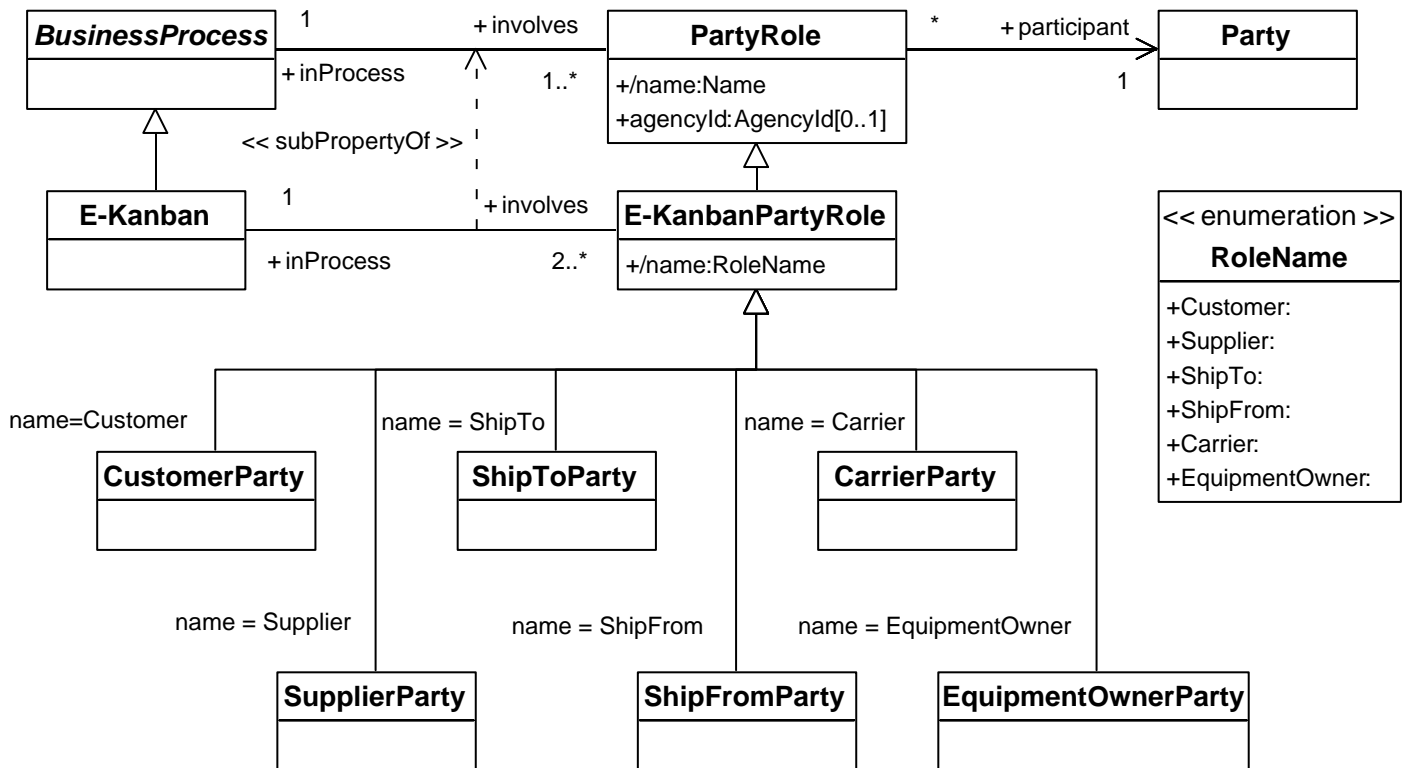 BusinessProcess
1
+ involves
+ inProcess
1..*
PartyRole
+/name:Name
+agencyId:AgencyId[0..1]
*
+ participant
1
Party
<< subPropertyOf >>
E-Kanban
1
+ involves
+ inProcess
2..*
E-KanbanPartyRole
+/name:RoleName
<< enumeration >>
RoleName
+Customer:
+Supplier:
+ShipTo:
+ShipFrom:
+Carrier:
+EquipmentOwner:
name=Customer
name = ShipTo
name = Carrier
CustomerParty
ShipToParty
CarrierParty
name = Supplier
name = ShipFrom
name = EquipmentOwner
SupplierParty
ShipFromParty
EquipmentOwnerParty